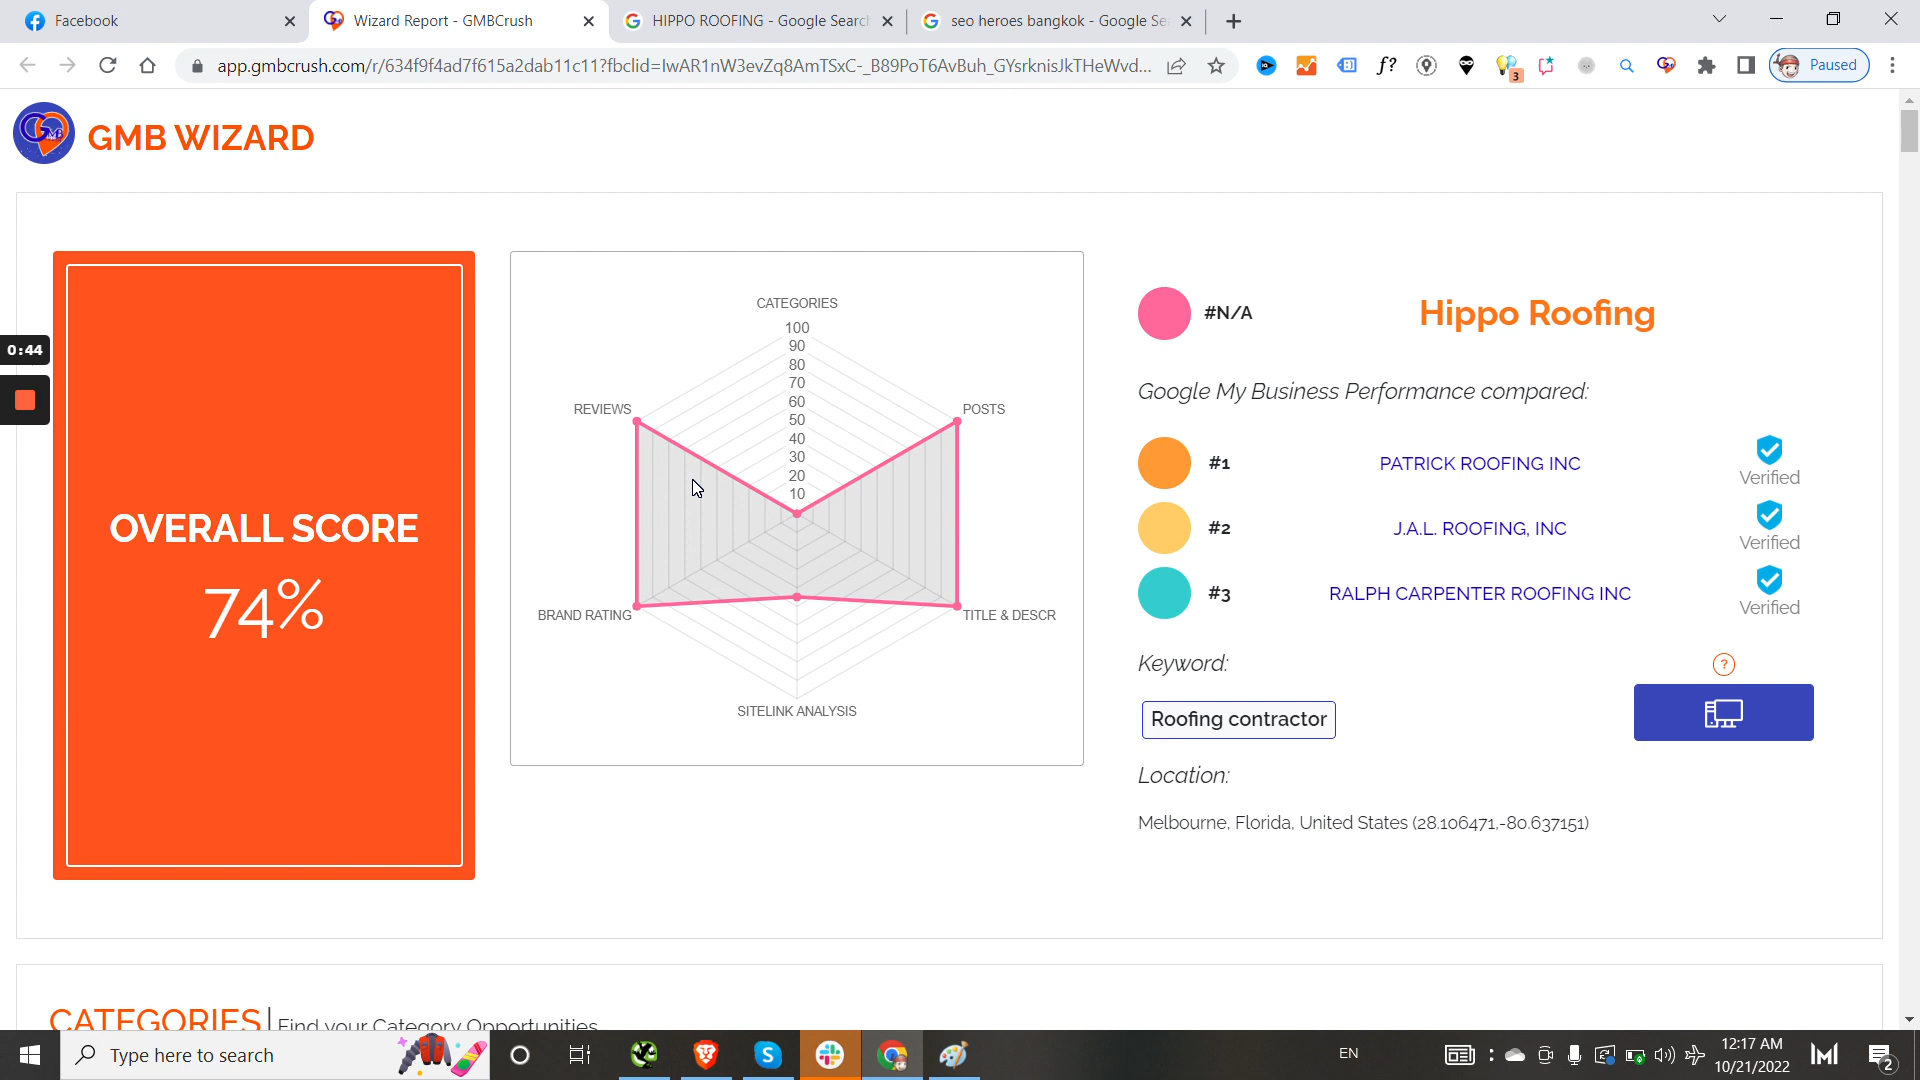 Facebook
Wizard Report - GMBCrush
HIPPO ROOFING - Google Search
seo heroes bangkok - Google Se
app.gmbcrush.com/r/634f9f4ad7f615a2dab11c11?fbclid=IwAR1nW3evZq8AmTSxC-_B89PoT6AvBuh_GYsrknisJkTHeWvd...
f?
3
Paused
GMB WIZARD
0:44
OVERALL SCORE
74%
CATEGORIES
100
90
80
70
60
50
40
30
20
10
REVIEWS
POSTS
BRAND RATING
TITLE & DESCR
SITELINK ANALYSIS
#N/A
Hippo Roofing
Google My Business Performance compared:
#1
PATRICK ROOFING INC
Verified
#2
J.A.L. ROOFING, INC
Verified
#3
RALPH CARPENTER ROOFING INC
Verified
Keyword:
?
Roofing contractor
Location:
Melbourne, Florida, United States (28.106471,-80.637151)
CATEGORIES | Find your Category Opportunities
Type here to search
EN
12:17 AM
10/21/2022
2